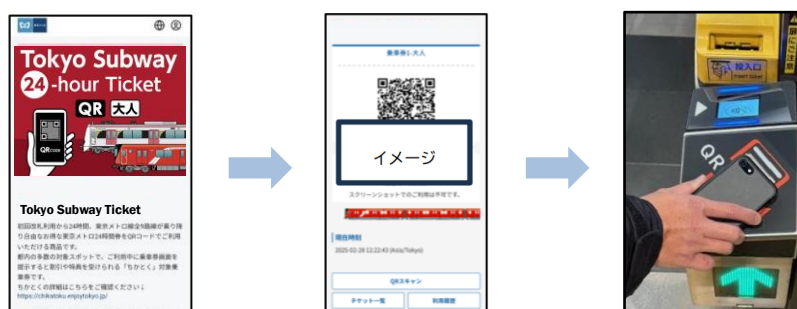 Tokyo Subway
24-hour Ticket
QR 大人
QRcode
Tokyo Subway Ticket
初回改札利用から24時間、東京メトロ線全9路線が乗り降
り自由なお得な東京メトロ24時間券をQRコードでご利用
いただける商品です。
都内の多数の対象スポットで、ご利用中に乗車券画面を
提示すると割引や特典を受けられる「ちかとく」対象乗
車券です。
ちかとくの詳細はこちらをご確認ください↓
https://chikatoku.enjoytokyo.jp/
乗車券1-大人
イメージ
スクリーンショットでのご利用は不可です。
現在時刻
2025-02-28 12:22:43 (Asia/Tokyo)
QRスキャン
チケット一覧
利用履歴
投入口
QR